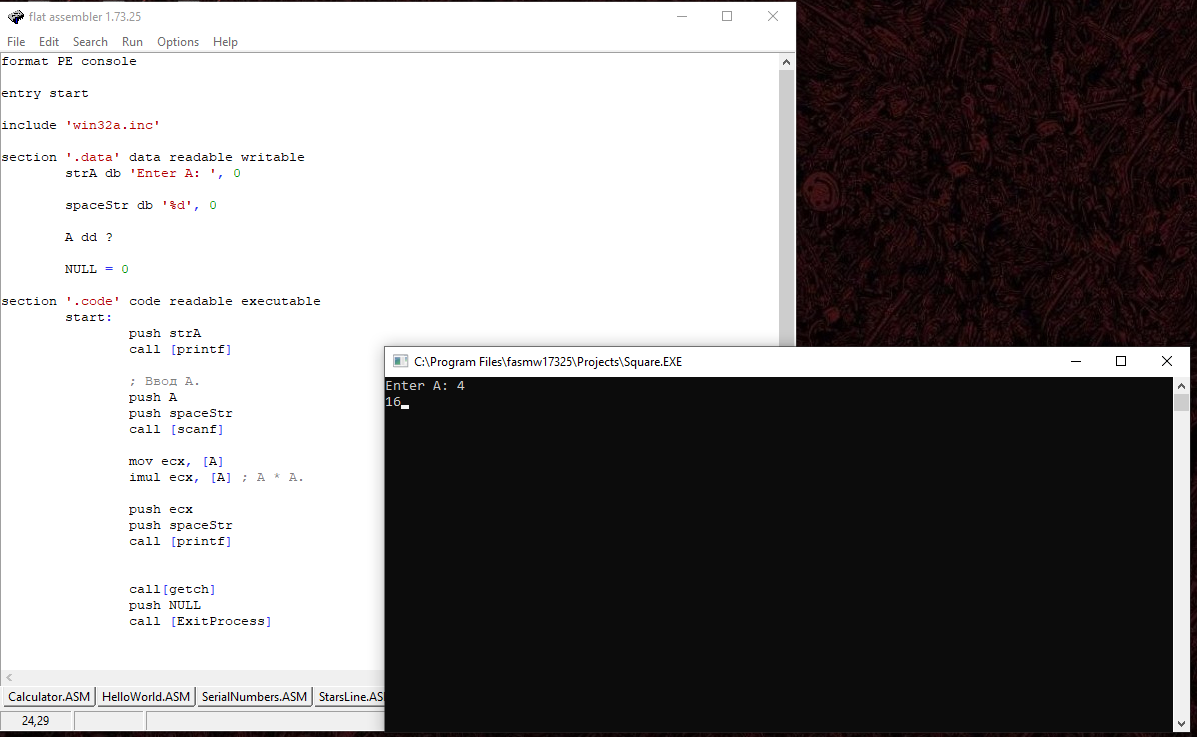 flat assembler 1.73.25
File Edit Search Run Options Help
format PE console
entry start
include 'win32a.inc'
section '.data' data readable writable
strA db 'Enter A: ', 0
spaceStr db '%d', 0
A dd ?
NULL = 0
section '.code' code readable executable
start:
push strA
call [printf]
; Ввод A.
push A
push spaceStr
call [scanf]
mov ecx, [A]
imul ecx, [A] ; A * A.
push ecx
push spaceStr
call [printf]
call[getch]
push NULL
call [ExitProcess]
Calculator.ASM HelloWorld.ASM SerialNumbers.ASM StarsLine.AS
24,29
C:\Program Files\fasmw17325\Projects\Square.EXE
Enter A: 4
16